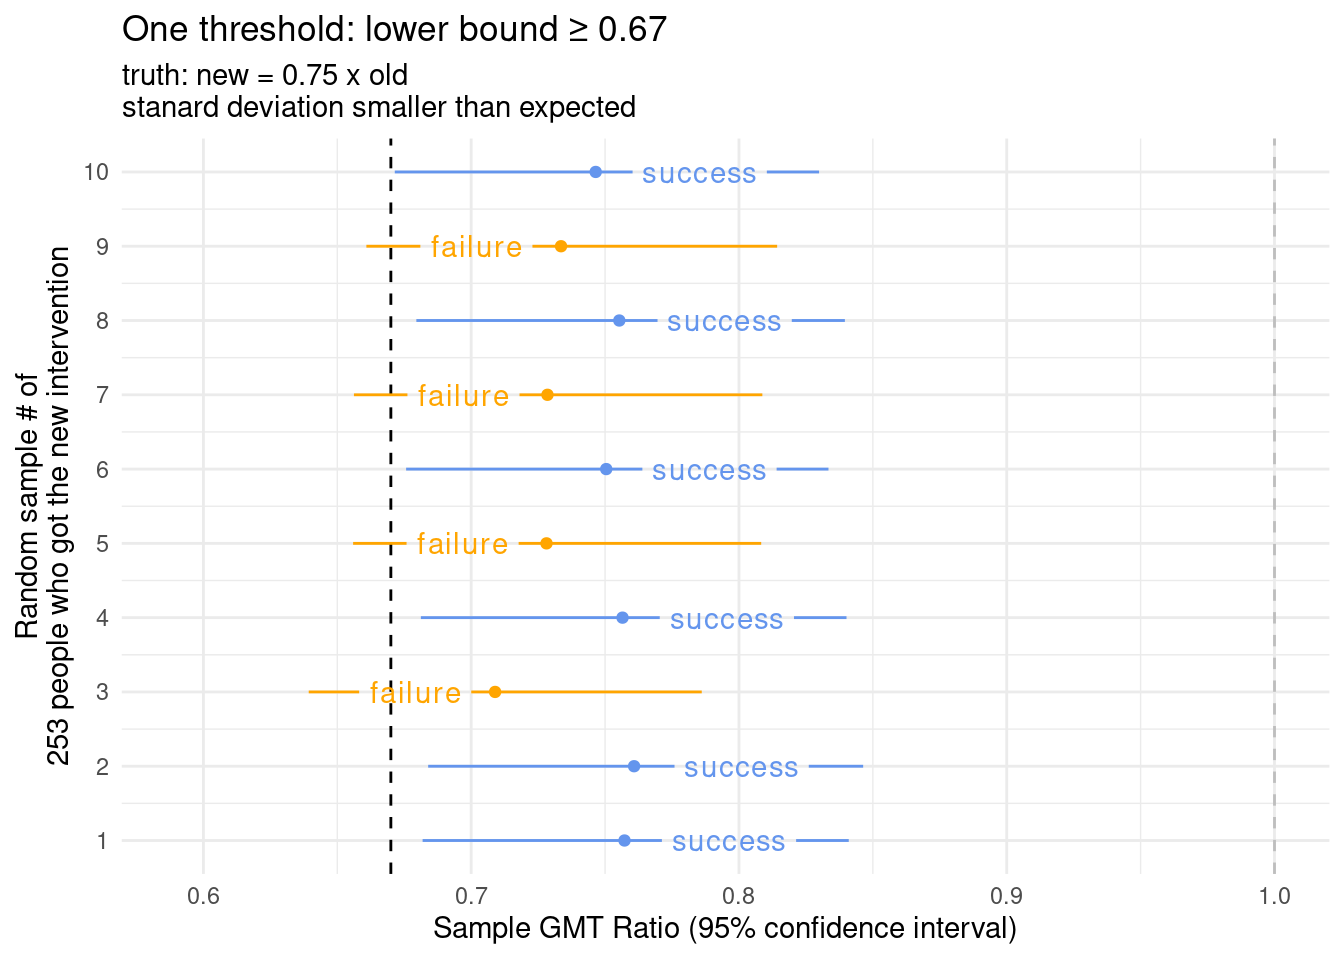 One threshold: lower bound ≥ 0.67
truth: new = 0.75 x old
stanard deviation smaller than expected
Random sample # of
253 people who got the new intervention
10
success
9
failure
8
success
7
failure
6
success
5
failure
4
success
3
failure
2
success
1
success
0.6
0.7
0.8
0.9
1.0
Sample GMT Ratio (95% confidence interval)